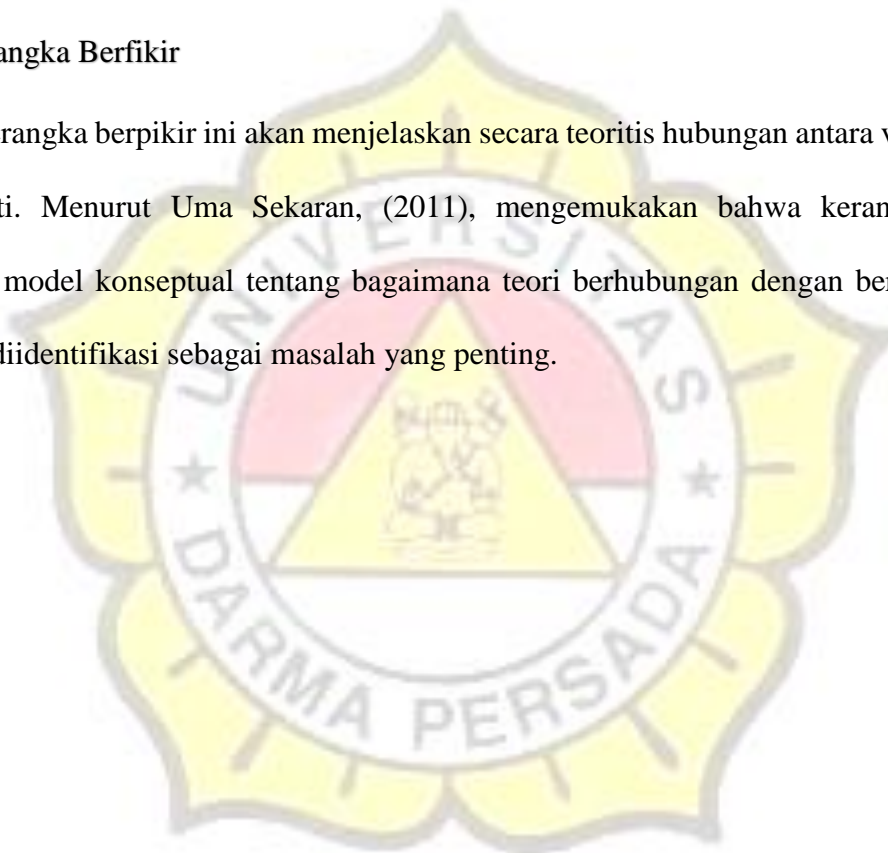 angka Berfikir
rangka berpikir ini akan menjelaskan secara teoritis hubungan antara v
ti. Menurut Uma Sekaran, (2011), mengemukakan bahwa keran
model konseptual tentang bagaimana teori berhubungan dengan ber
diidentifikasi sebagai masalah yang penting.
UNIVERSITAS
DARMA PERSADA